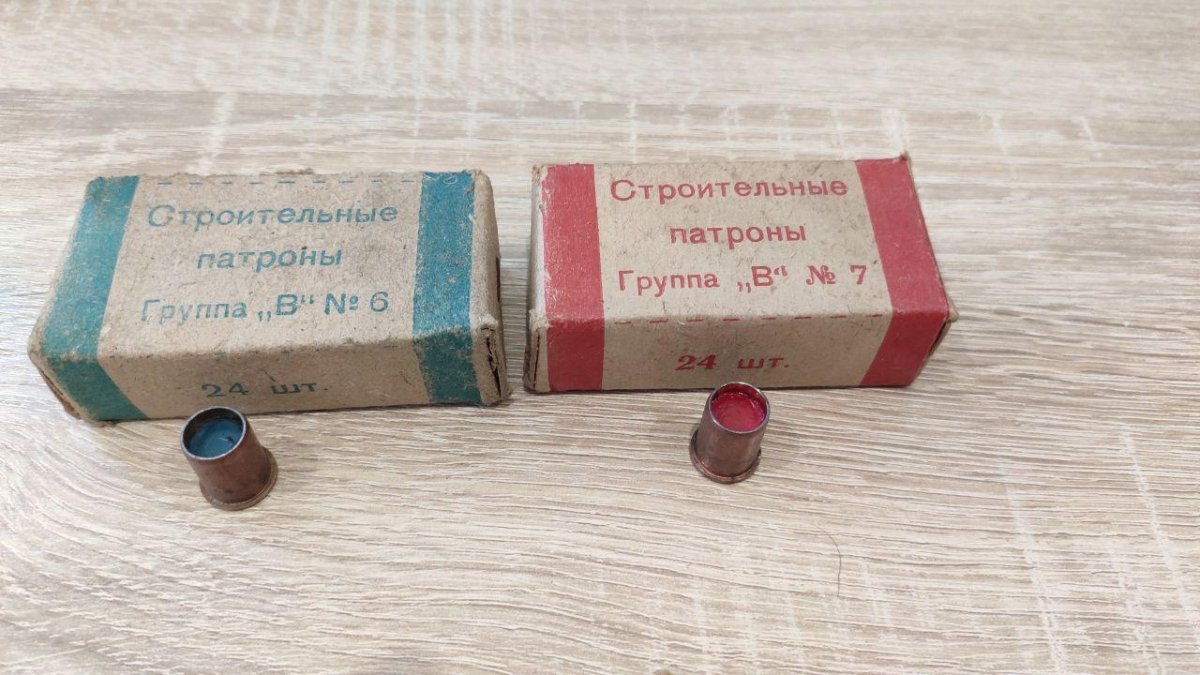 Строительные
патроны
Группа „В“ № 6
24 шт.
Строительные
патроны
Группа „В“ № 7
24 шт.